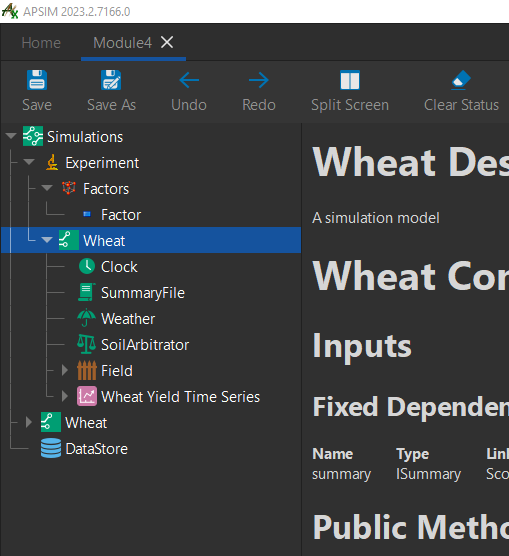 APSIM 2023.2.7166.0
Home Module4
Save Save As Undo Redo Split Screen Clear Status
Simulations
Experiment
Factors
Factor
Wheat
Clock
SummaryFile
Weather
SoilArbitrator
Field
Wheat Yield Time Series
Wheat
DataStore
Wheat Des
A simulation model
Wheat Con
Inputs
Fixed Dependen
Name Type Lin
summary ISummary Sco
Public Metho